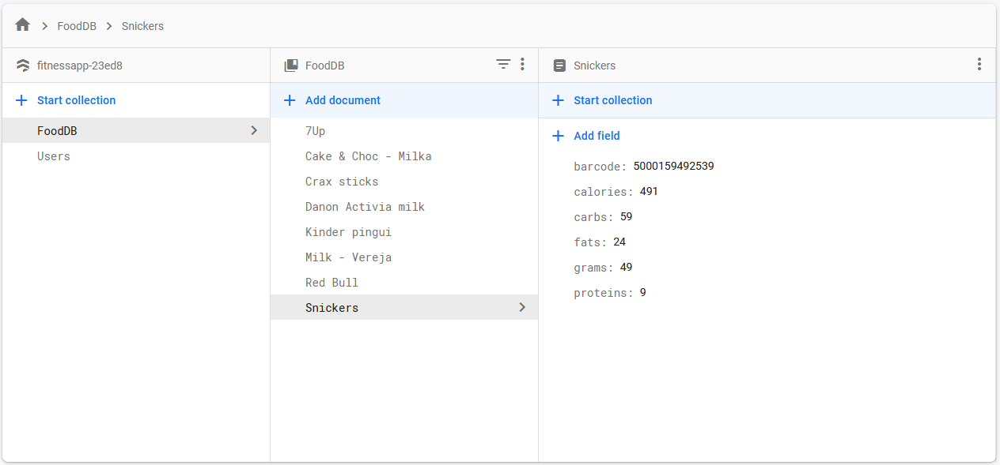 FoodDB Snickers
fitnessapp-23ed8
Start collection
FoodDB
Users
FoodDB
Add document
7Up
Cake & Choc - Milka
Crax sticks
Danon Activia milk
Kinder pingui
Milk - Vereja
Red Bull
Snickers
Snickers
Start collection
Add field
barcode: 5000159492539
calories: 491
carbs: 59
fats: 24
grams: 49
proteins: 9